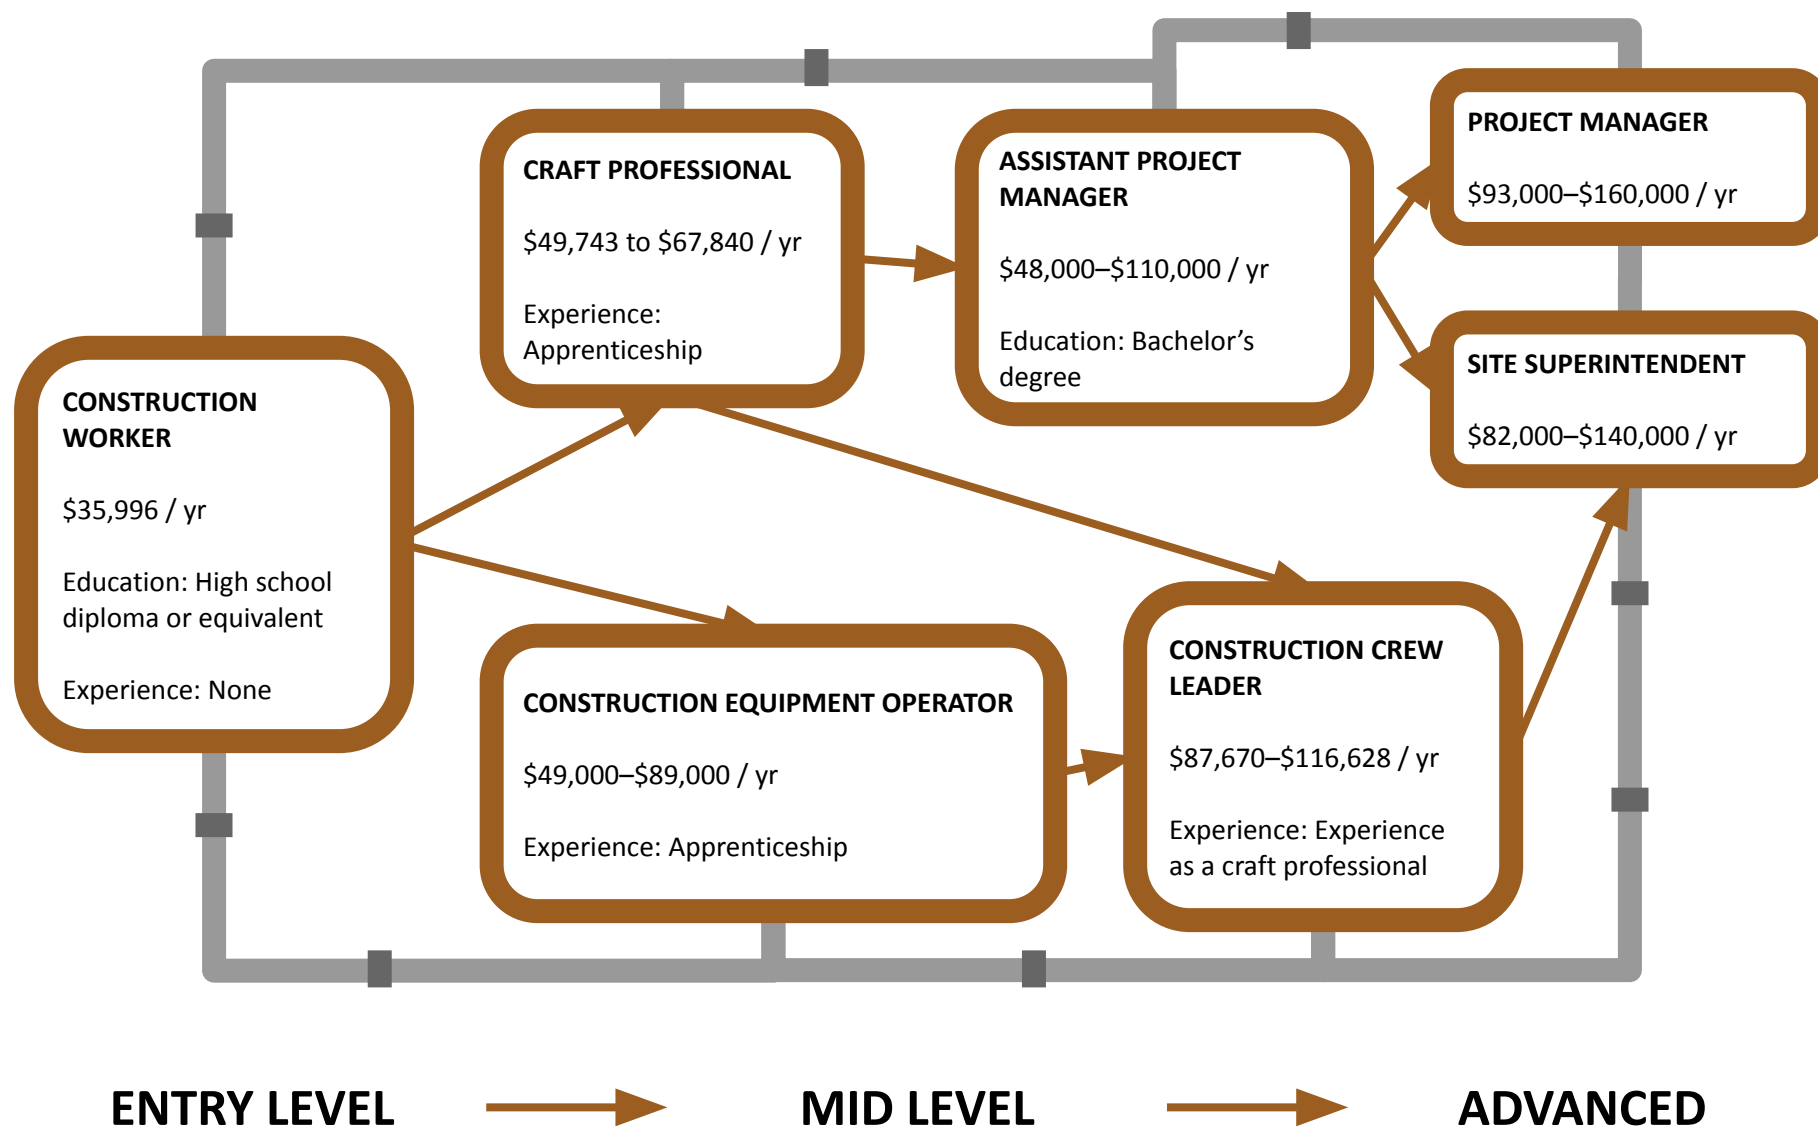 CONSTRUCTION
WORKER
$35,996 / yr
Education: High school
diploma or equivalent
Experience: None
CRAFT PROFESSIONAL
$49,743 to $67,840 / yr
Experience:
Apprenticeship
CONSTRUCTION EQUIPMENT OPERATOR
$49,000–$89,000 / yr
Experience: Apprenticeship
ASSISTANT PROJECT
MANAGER
$48,000–$110,000 / yr
Education: Bachelor’s
degree
CONSTRUCTION CREW
LEADER
$87,670–$116,628 / yr
Experience: Experience
as a craft professional
PROJECT MANAGER
$93,000–$160,000 / yr
SITE SUPERINTENDENT
$82,000–$140,000 / yr
ENTRY LEVEL
MID LEVEL
ADVANCED